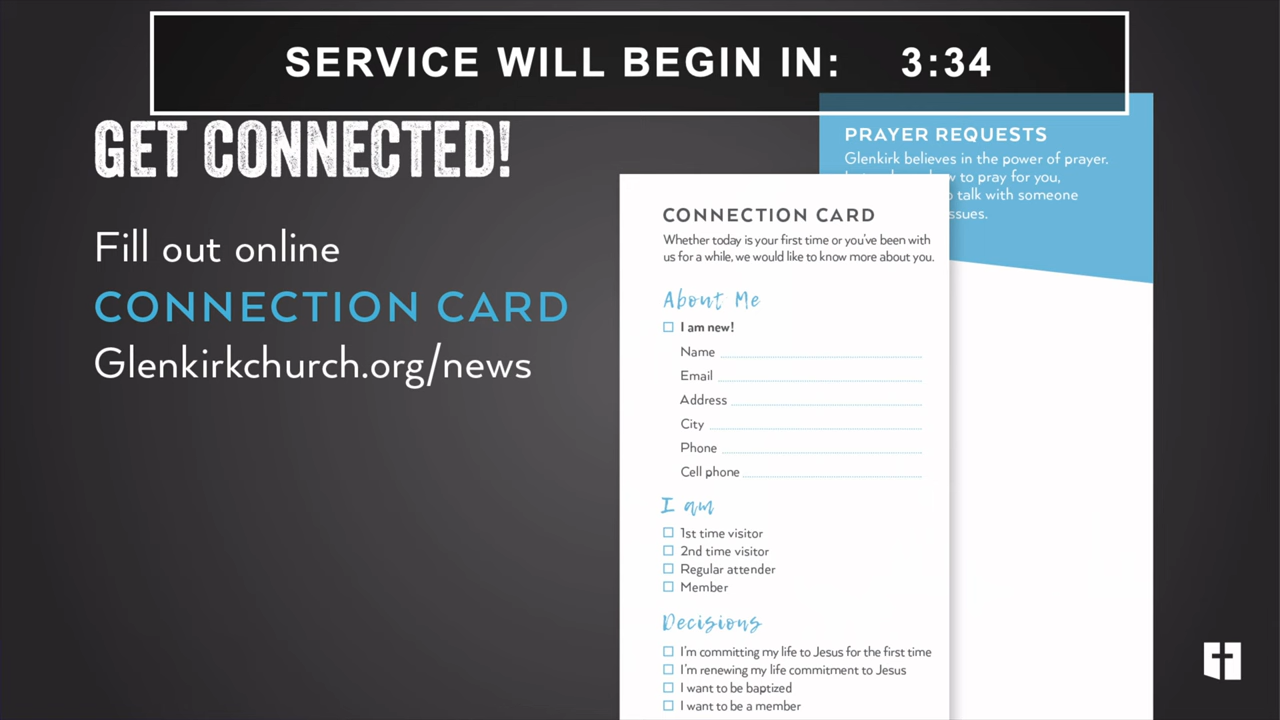 SERVICE WILL BEGIN IN: 3:34
GET CONNECTED!
Fill out online
CONNECTION CARD
Glenkirkchurch.org/news
PRAYER REQUESTS
Glenkirk believes in the power of prayer.
to pray for you,
talk with someone
CONNECTION CARD
Whether today is your first time or you've been with
us for a while, we would like to know more about you.
About Me
I am new!
Name
Email
Address
City
Phone
Cell phone
I am
1st time visitor
2nd time visitor
Regular attender
Member
Decisions
I'm committing my life to Jesus for the first time
I'm renewing my life commitment to Jesus
I want to be baptized
I want to be a member